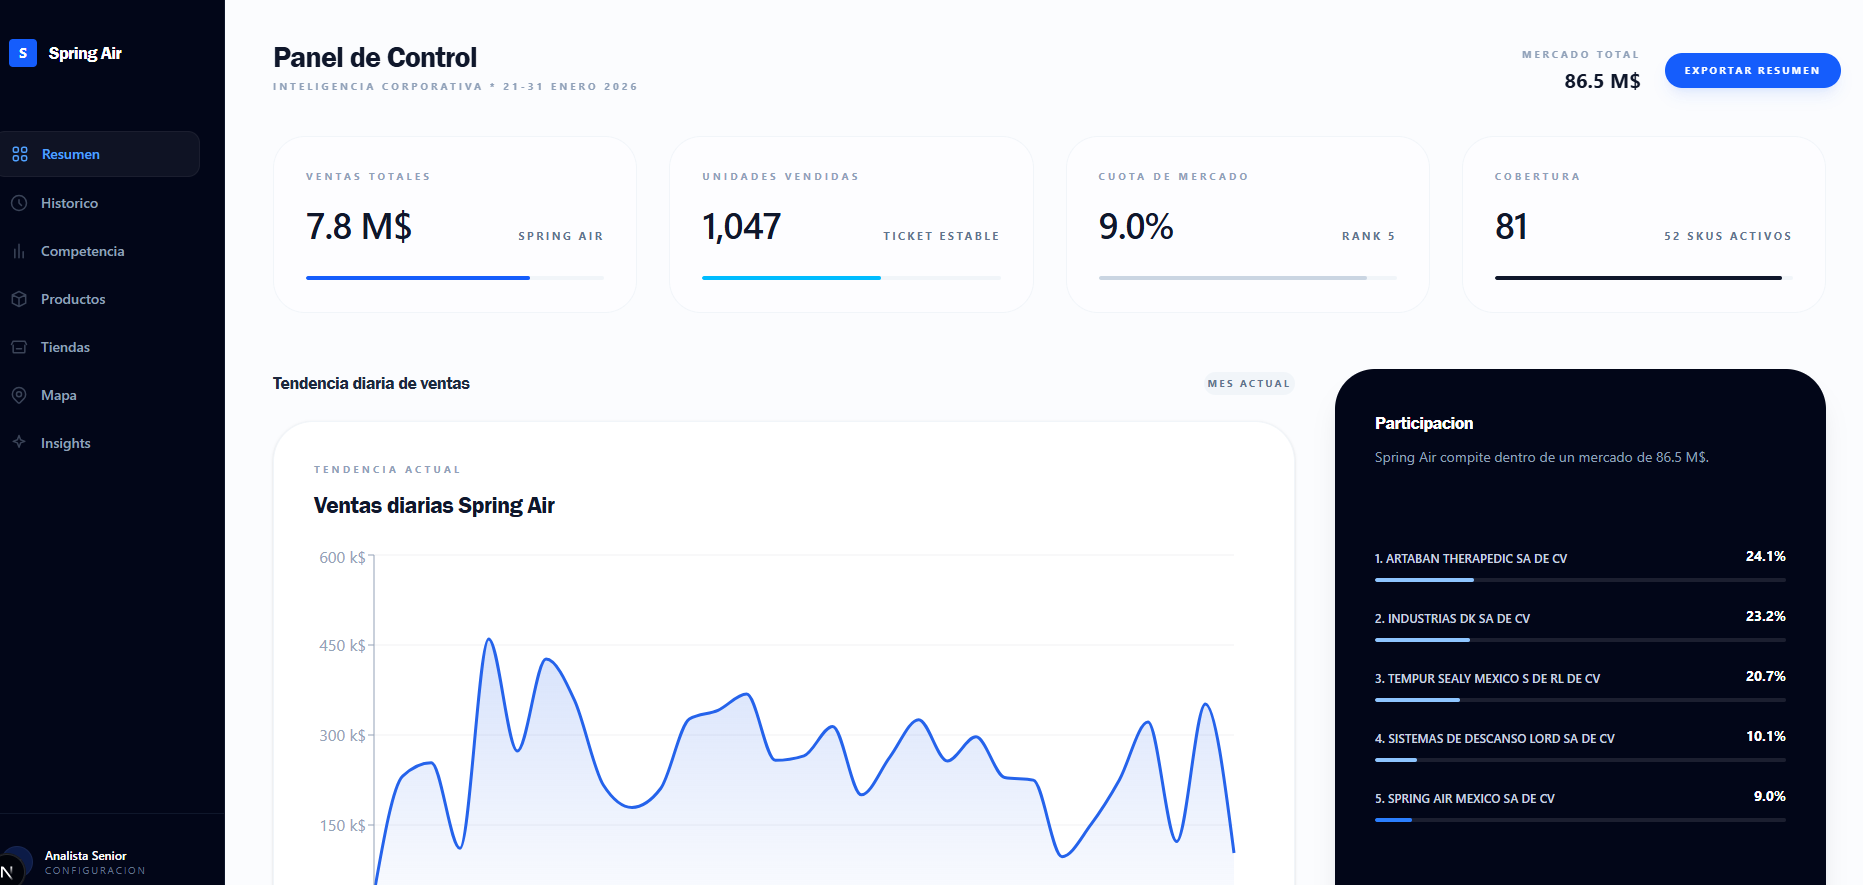 S
Spring Air
Resumen
Historico
Competencia
Productos
Tiendas
Mapa
Insights
N
Analista Senior
CONFIGURACION
Panel de Control
INTELIGENCIA CORPORATIVA * 21-31 ENERO 2026
MERCADO TOTAL
86.5 M$
EXPORTAR RESUMEN
VENTAS TOTALES
7.8 M$
SPRING AIR
UNIDADES VENDIDAS
1,047
TICKET ESTABLE
CUOTA DE MERCADO
9.0%
RANK 5
COBERTURA
81
52 SKUS ACTIVOS
Tendencia diaria de ventas
MES ACTUAL
TENDENCIA ACTUAL
Ventas diarias Spring Air
600 k$
450 k$
300 k$
150 k$
Participacion
Spring Air compite dentro de un mercado de 86.5 M$.
1. ARTABAN THERAPEDIC SA DE CV
24.1%
2. INDUSTRIAS DK SA DE CV
23.2%
3. TEMPUR SEALY MEXICO S DE RL DE CV
20.7%
4. SISTEMAS DE DESCANSO LORD SA DE CV
10.1%
5. SPRING AIR MEXICO SA DE CV
9.0%